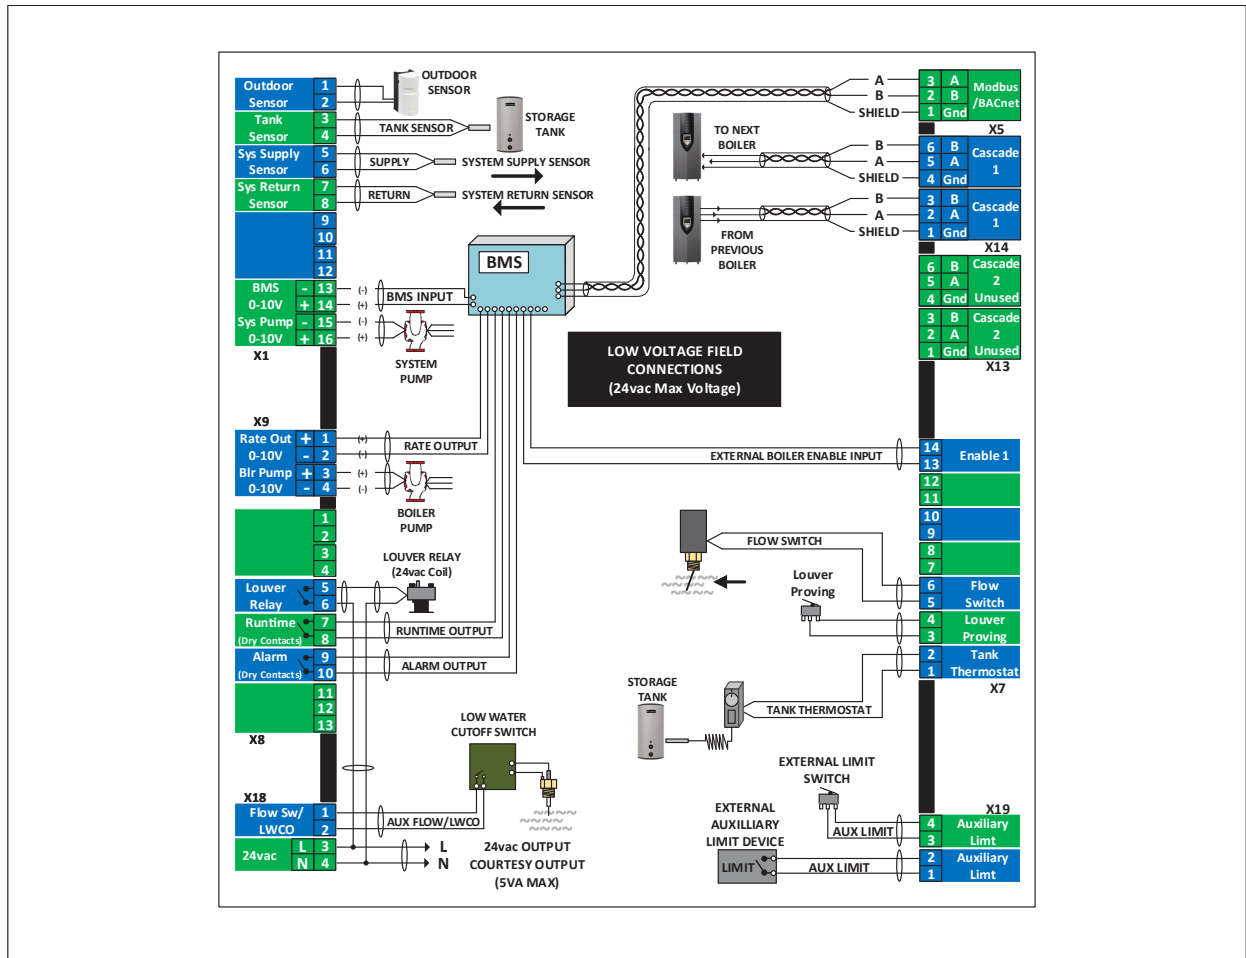 Outdoor
Sensor
1
2
OUTDOOR
SENSOR
Tank
Sensor
3
4
TANK SENSOR
STORAGE
TANK
Sys Supply
Sensor
5
6
SUPPLY
SYSTEM SUPPLY SENSOR
Sys Return
Sensor
7
8
RETURN
SYSTEM RETURN SENSOR
9
10
11
12
BMS
0-10V
- 13 (-)
+ 14 (+)
BMS INPUT
BMS
Sys Pump
0-10V
- 15 (-)
+ 16 (+)
X1
SYSTEM
PUMP
X9
Rate Out
0-10V
+ 1 (+)
- 2 (-)
RATE OUTPUT
Blr Pump
0-10V
+ 3 (+)
- 4 (-)
BOILER
PUMP
1
2
3
4
LOUVER RELAY
(24vac Coil)
Louver
Relay
5
6
Runtime
(Dry Contacts)
7
8
RUNTIME OUTPUT
Alarm
(Dry Contacts)
9
10
ALARM OUTPUT
11
12
13
X8
LOW WATER
CUTOFF SWITCH
X18
Flow Sw/
LWCO
1
2
AUX FLOW/LWCO
24vac
L 3
N 4
L
N
24vac OUTPUT
COURTESY OUTPUT
(5VA MAX)
LOW VOLTAGE FIELD
CONNECTIONS
(24vac Max Voltage)
A
B
SHIELD
3 A
2 B
1 Gnd
Modbus
/BACnet
X5
TO NEXT
BOILER
B
A
SHIELD
6 B
5 A
4 Gnd
Cascade
1
FROM
PREVIOUS
BOILER
B
A
SHIELD
3 B
2 A
1 Gnd
Cascade
1
X14
6 B
5 A
4 Gnd
Cascade
2
Unused
3 B
2 A
1 Gnd
Cascade
2
Unused
X13
EXTERNAL BOILER ENABLE INPUT
14
13
Enable 1
12
11
10
9
8
7
FLOW SWITCH
6
5
Flow
Switch
Louver
Proving
4
3
Louver
Proving
2
1
Tank
Thermostat
X7
STORAGE
TANK
TANK THERMOSTAT
EXTERNAL LIMIT
SWITCH
X19
AUX LIMIT
4
3
Auxiliary
Limt
EXTERNAL
AUXILLIARY
LIMIT DEVICE
LIMIT
AUX LIMIT
2
1
Auxiliary
Limt